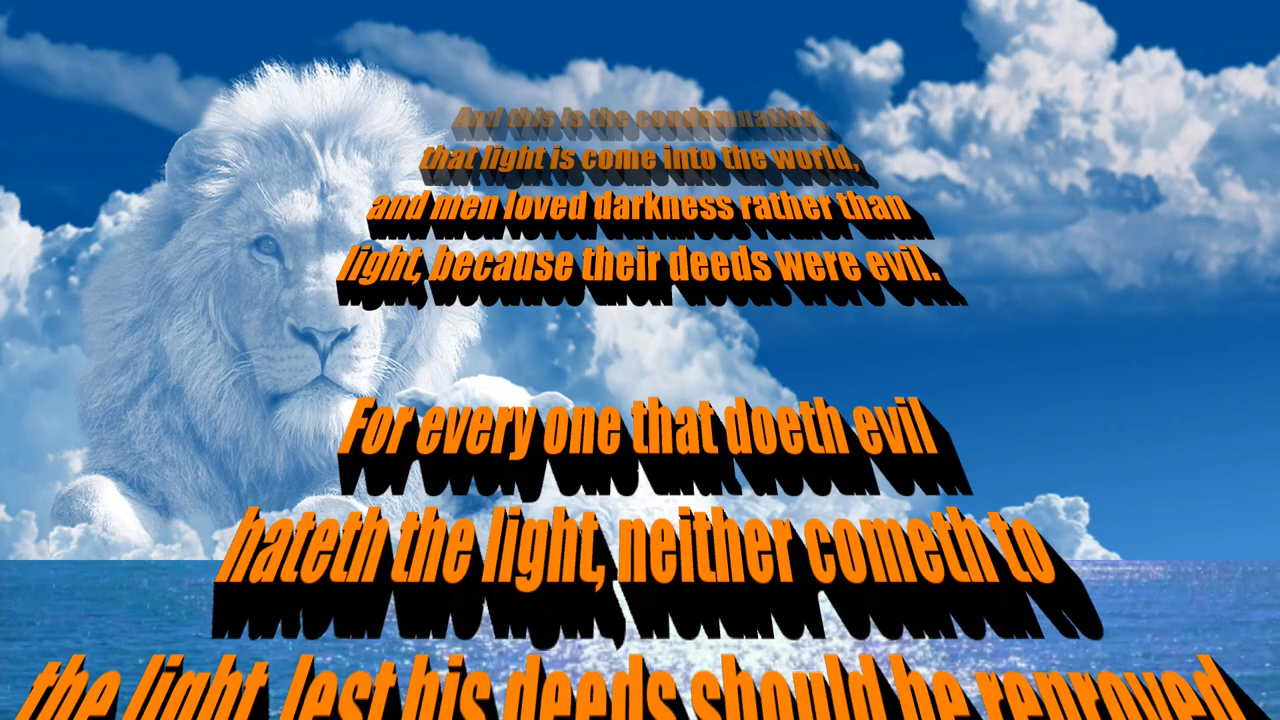 And this is the condemnation,
that light is come into the world,
and men loved darkness rather than
light, because their deeds were evil.
For every one that doeth evil
hateth the light, neither cometh to
the light, lest his deeds should be reproved